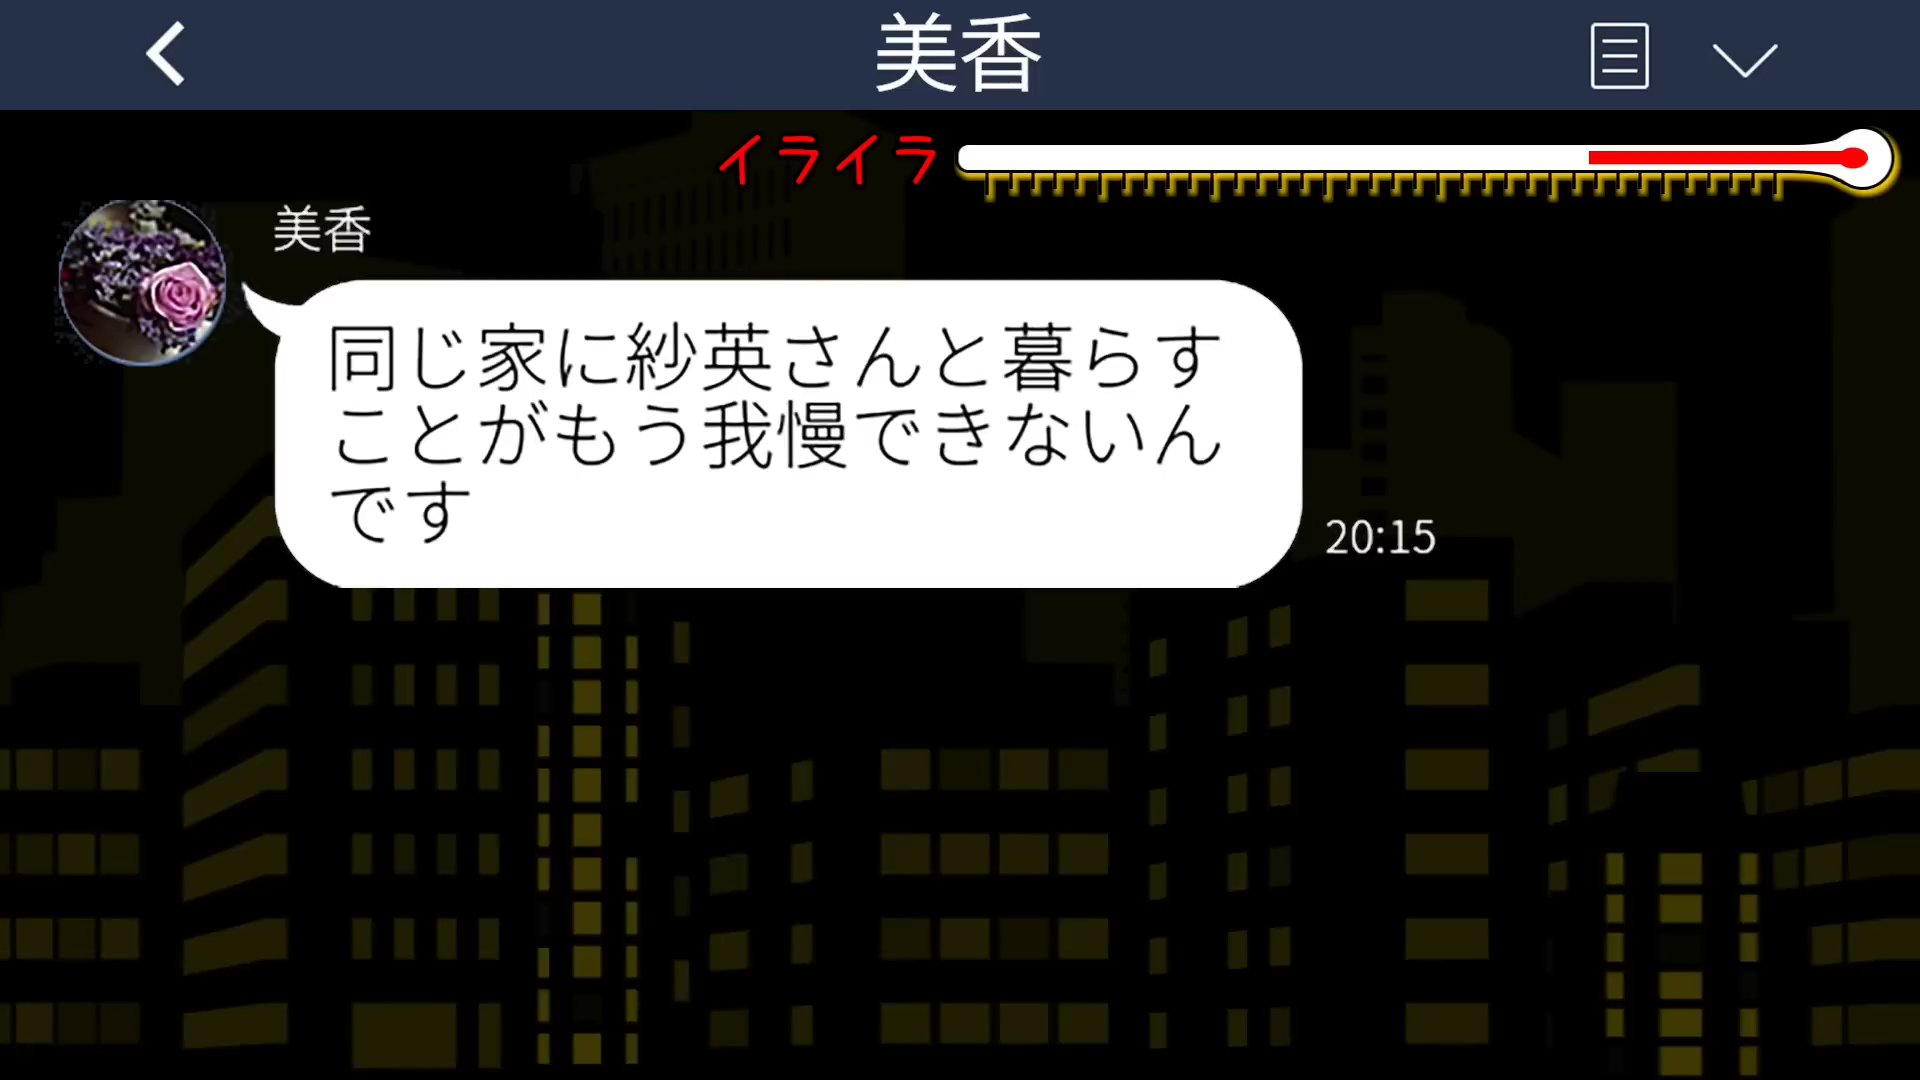 美香
イライラ
美香
同じ家に紗英さんと暮らす
ことがもう我慢できないん
です
20:15